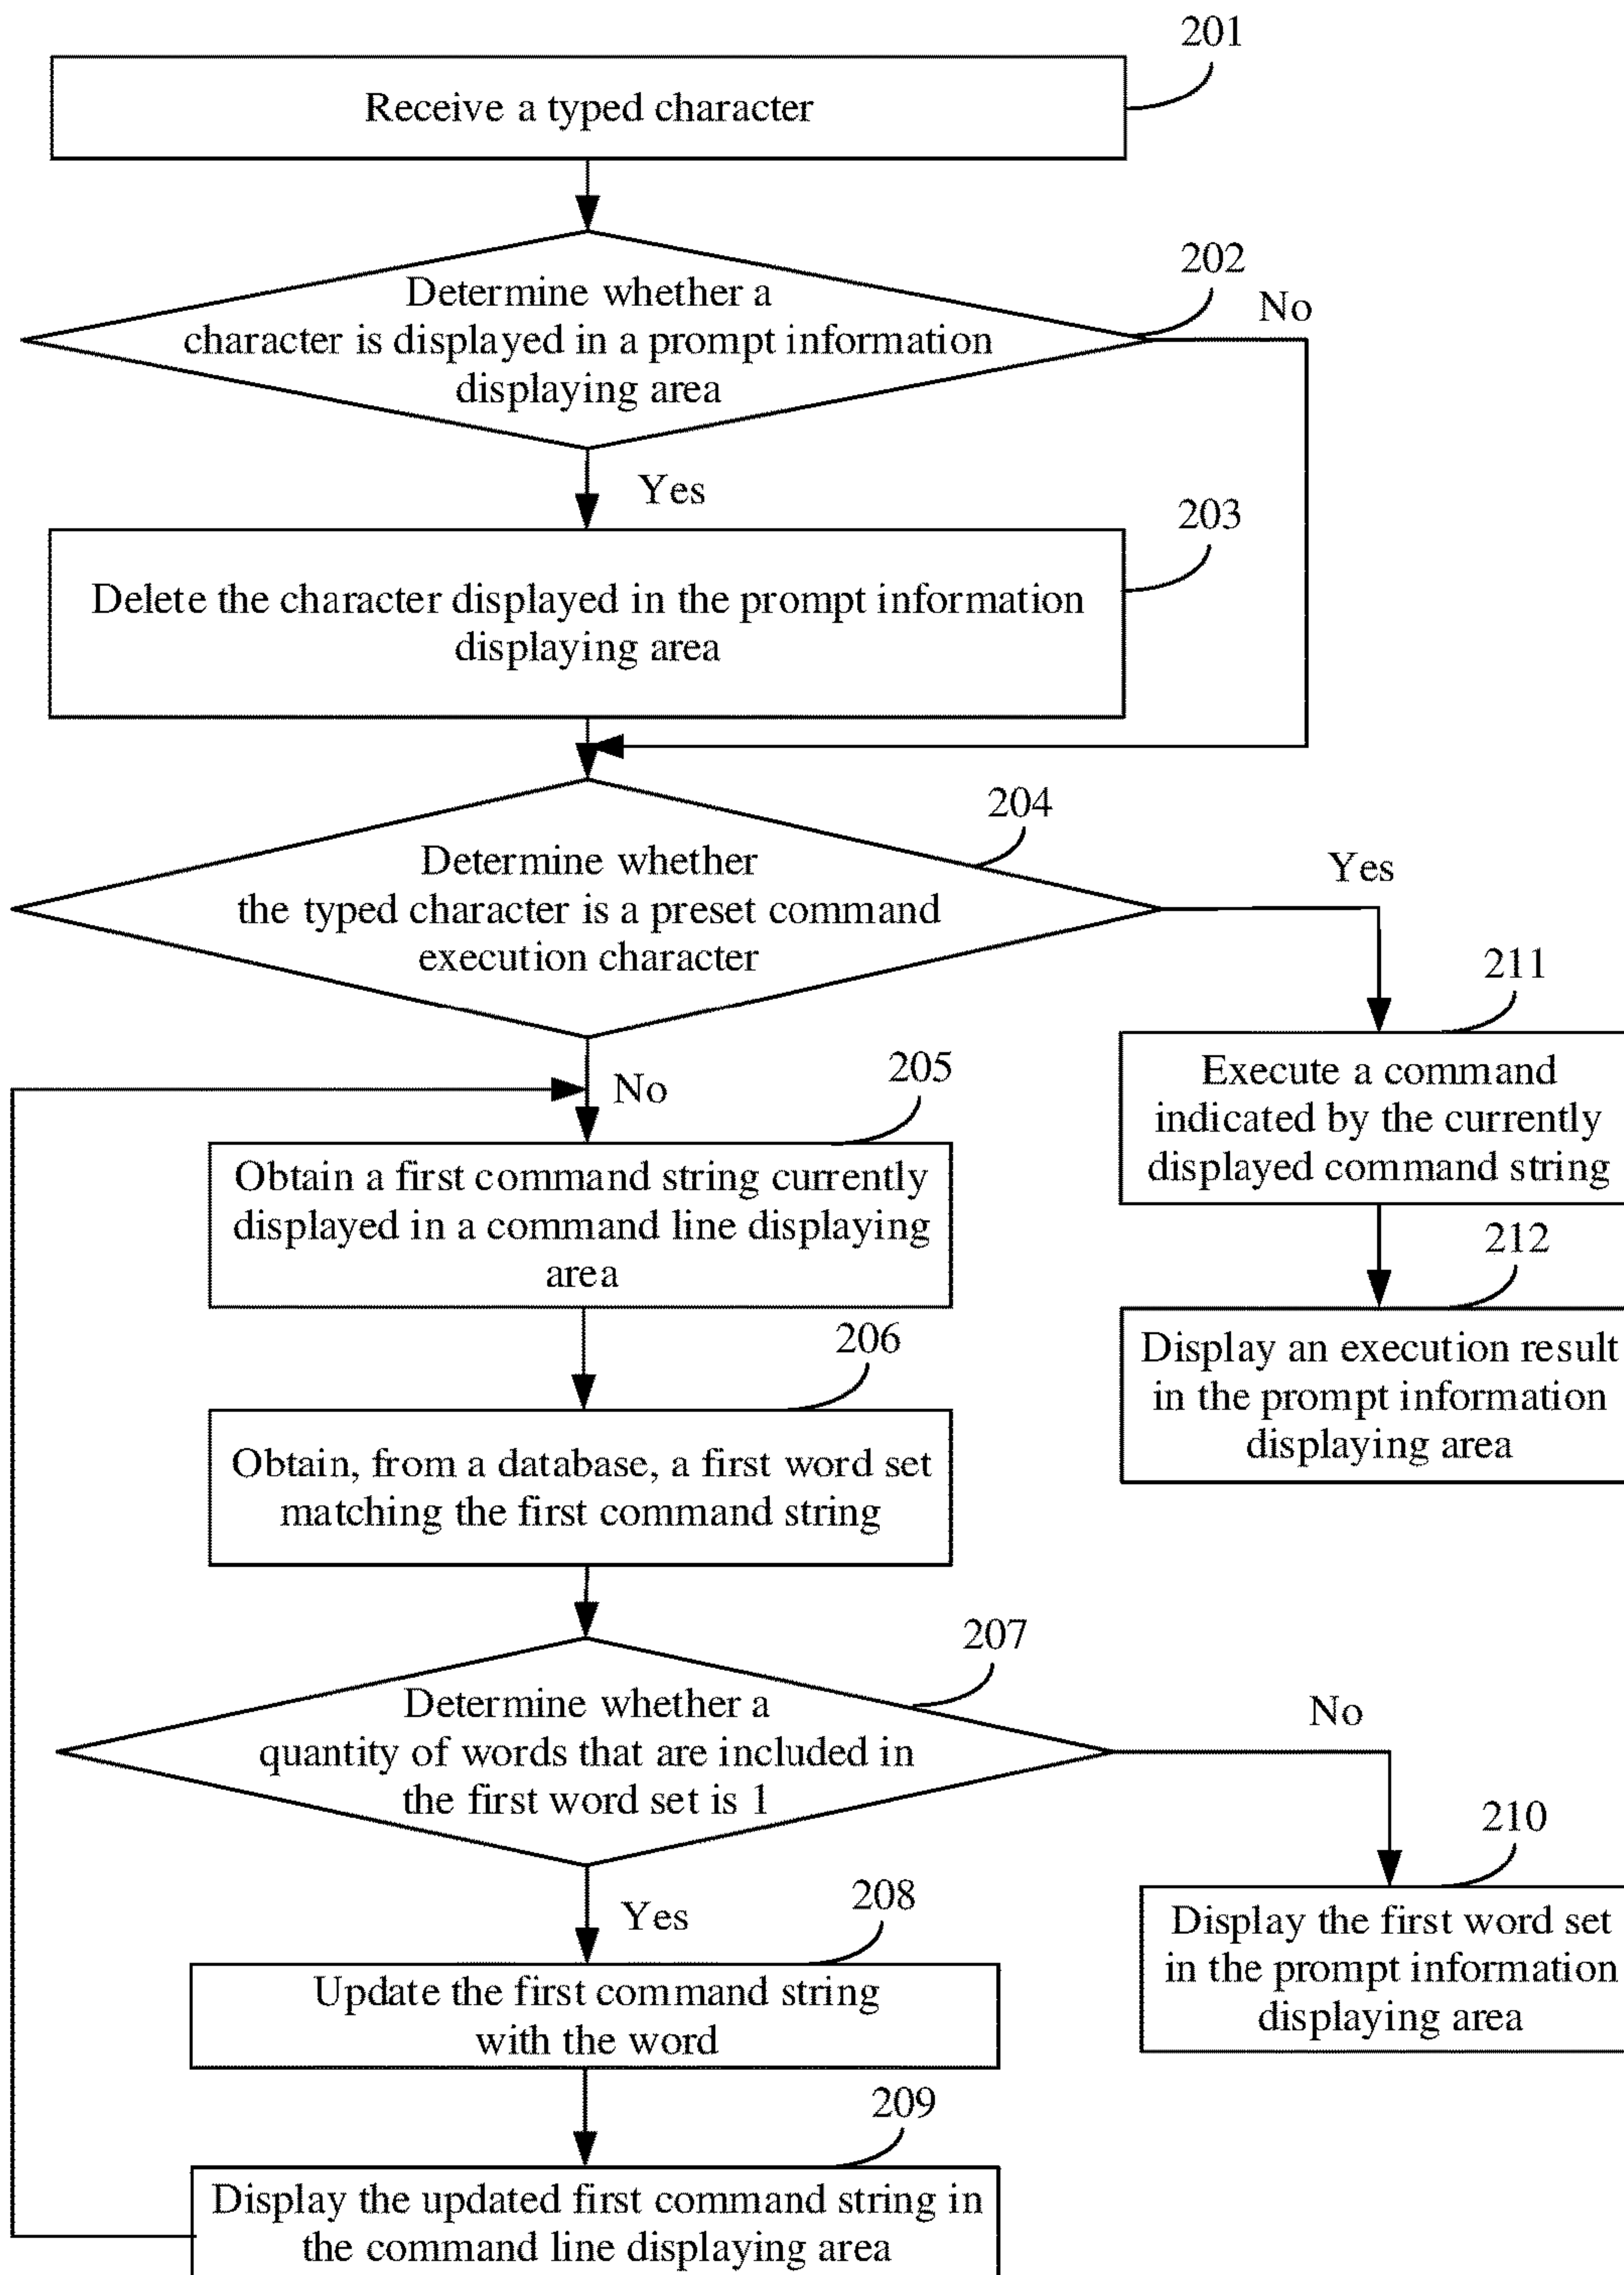 201
Receive a typed character
202
No
Determine whether a
character is displayed in a prompt information
displaying area
Yes
203
Delete the character displayed in the prompt information
displaying area
204
Yes
Determine whether
the typed character is a preset command
execution character
211
No
205
Execute a command
indicated by the currently
displayed command string
Obtain a first command string currently
displayed in a command line displaying
area
212
206
Display an execution result
in the prompt information
displaying area
Obtain, from a database, a first word set
matching the first command string
207
No
Determine whether a
quantity of words that are included in
the first word set is 1
210
Yes
208
Display the first word set
in the prompt information
displaying area
Update the first command string
with the word
209
Display the updated first command string in
the command line displaying area